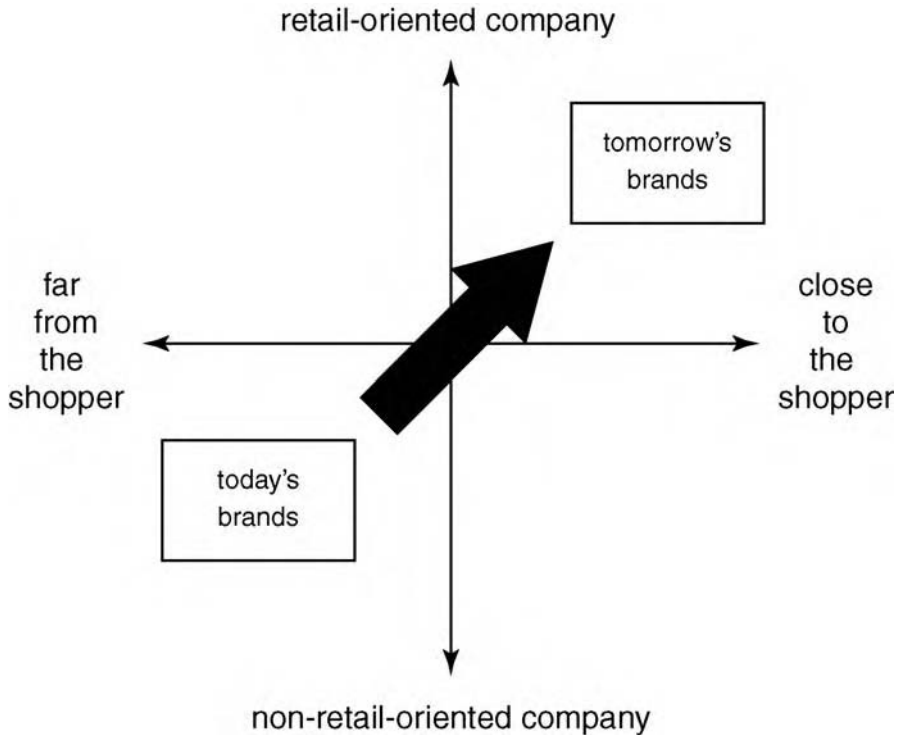 retail-oriented company
tomorrow's
brands
far
from
the
shopper
close
to
the
shopper
today's
brands
non-retail-oriented company